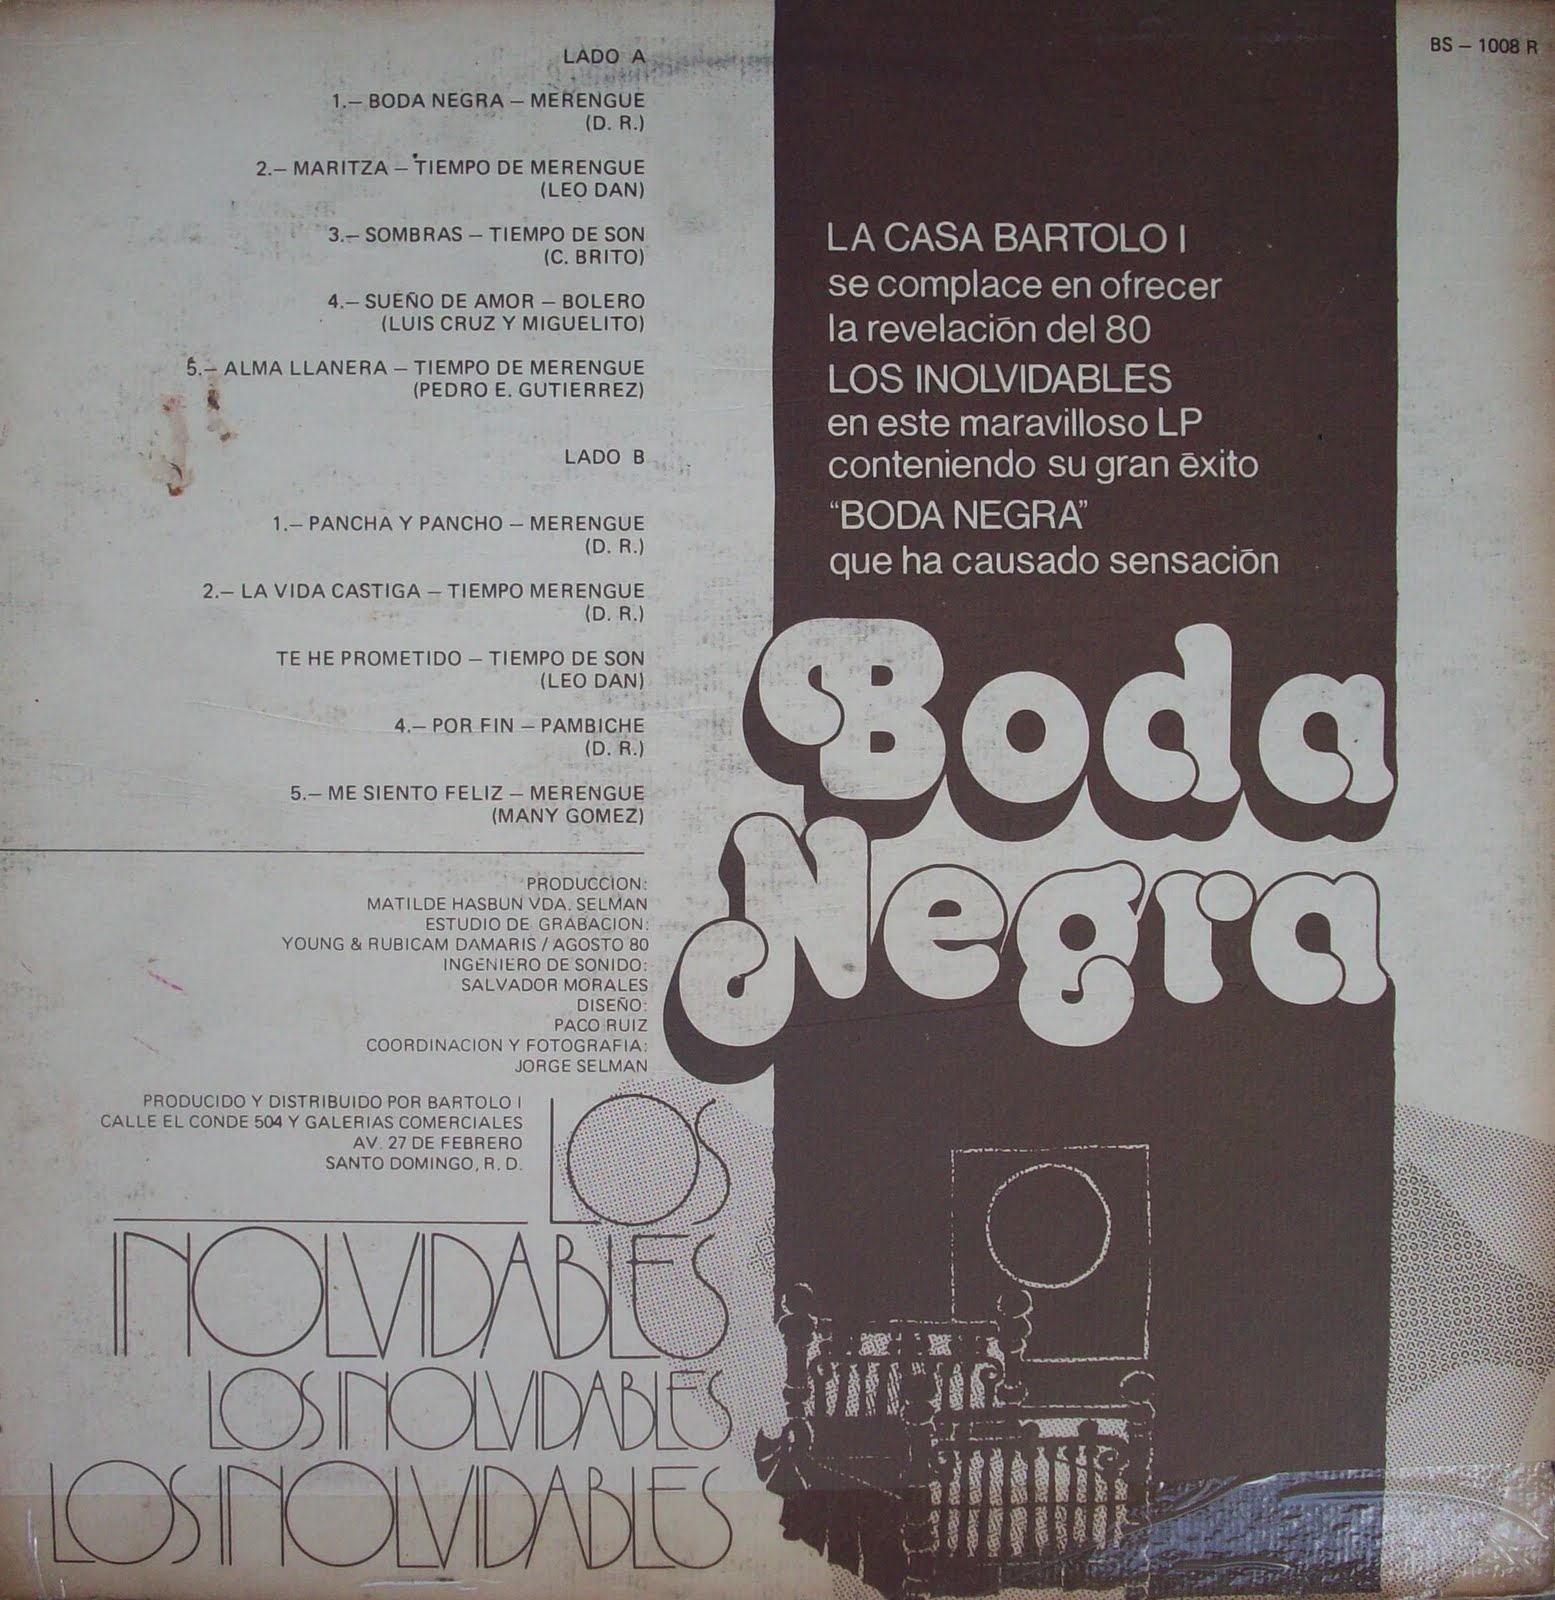 LADO A
1.– BODA NEGRA – MERENGUE
(D. R.)
2.– MARITZA – TIEMPO DE MERENGUE
(LEO DAN)
3.– SOMBRAS – TIEMPO DE SON
(C. BRITO)
4.– SUEÑO DE AMOR – BOLERO
(LUIS CRUZ Y MIGUELITO)
5.– ALMA LLANERA – TIEMPO DE MERENGUE
(PEDRO E. GUTIERREZ)
LADO B
1.– PANCHA Y PANCHO – MERENGUE
(D. R.)
2.– LA VIDA CASTIGA – TIEMPO MERENGUE
(D. R.)
TE HE PROMETIDO – TIEMPO DE SON
(LEO DAN)
4.– POR FIN – PAMBICHE
(D. R.)
5.– ME SIENTO FELIZ – MERENGUE
(MANY GOMEZ)
PRODUCCION:
MATILDE HASBUN VDA. SELMAN
ESTUDIO DE GRABACION:
YOUNG & RUBICAM DAMARIS / AGOSTO 80
INGENIERO DE SONIDO:
SALVADOR MORALES
DISEÑO:
PACO RUIZ
COORDINACION Y FOTOGRAFIA:
JORGE SELMAN
PRODUCIDO Y DISTRIBUIDO POR BARTOLO I
CALLE EL CONDE 504 Y GALERIAS COMERCIALES
AV. 27 DE FEBRERO
SANTO DOMINGO, R. D.
LOS
INOLVIDABLES
LOS INOLVIDABLES
LOS INOLVIDABLES
BS – 1008 R
LA CASA BARTOLO I
se complace en ofrecer
la revelación del 80
LOS INOLVIDABLES
en este maravilloso LP
conteniendo su gran éxito
“BODA NEGRA”
que ha causado sensación
Boda
Negra